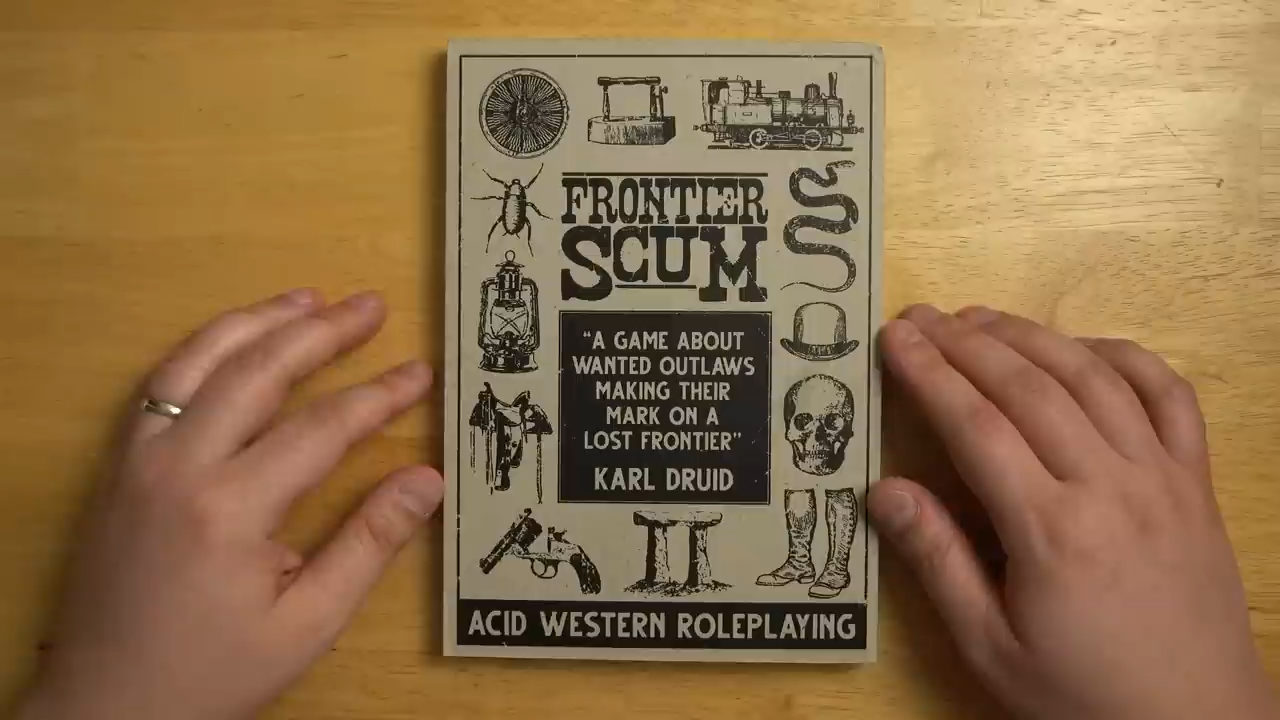 FRONTIER
SCUM
“A GAME ABOUT
WANTED OUTLAWS
MAKING THEIR
MARK ON A
LOST FRONTIER”
KARL DRUID
ACID WESTERN ROLEPLAYING